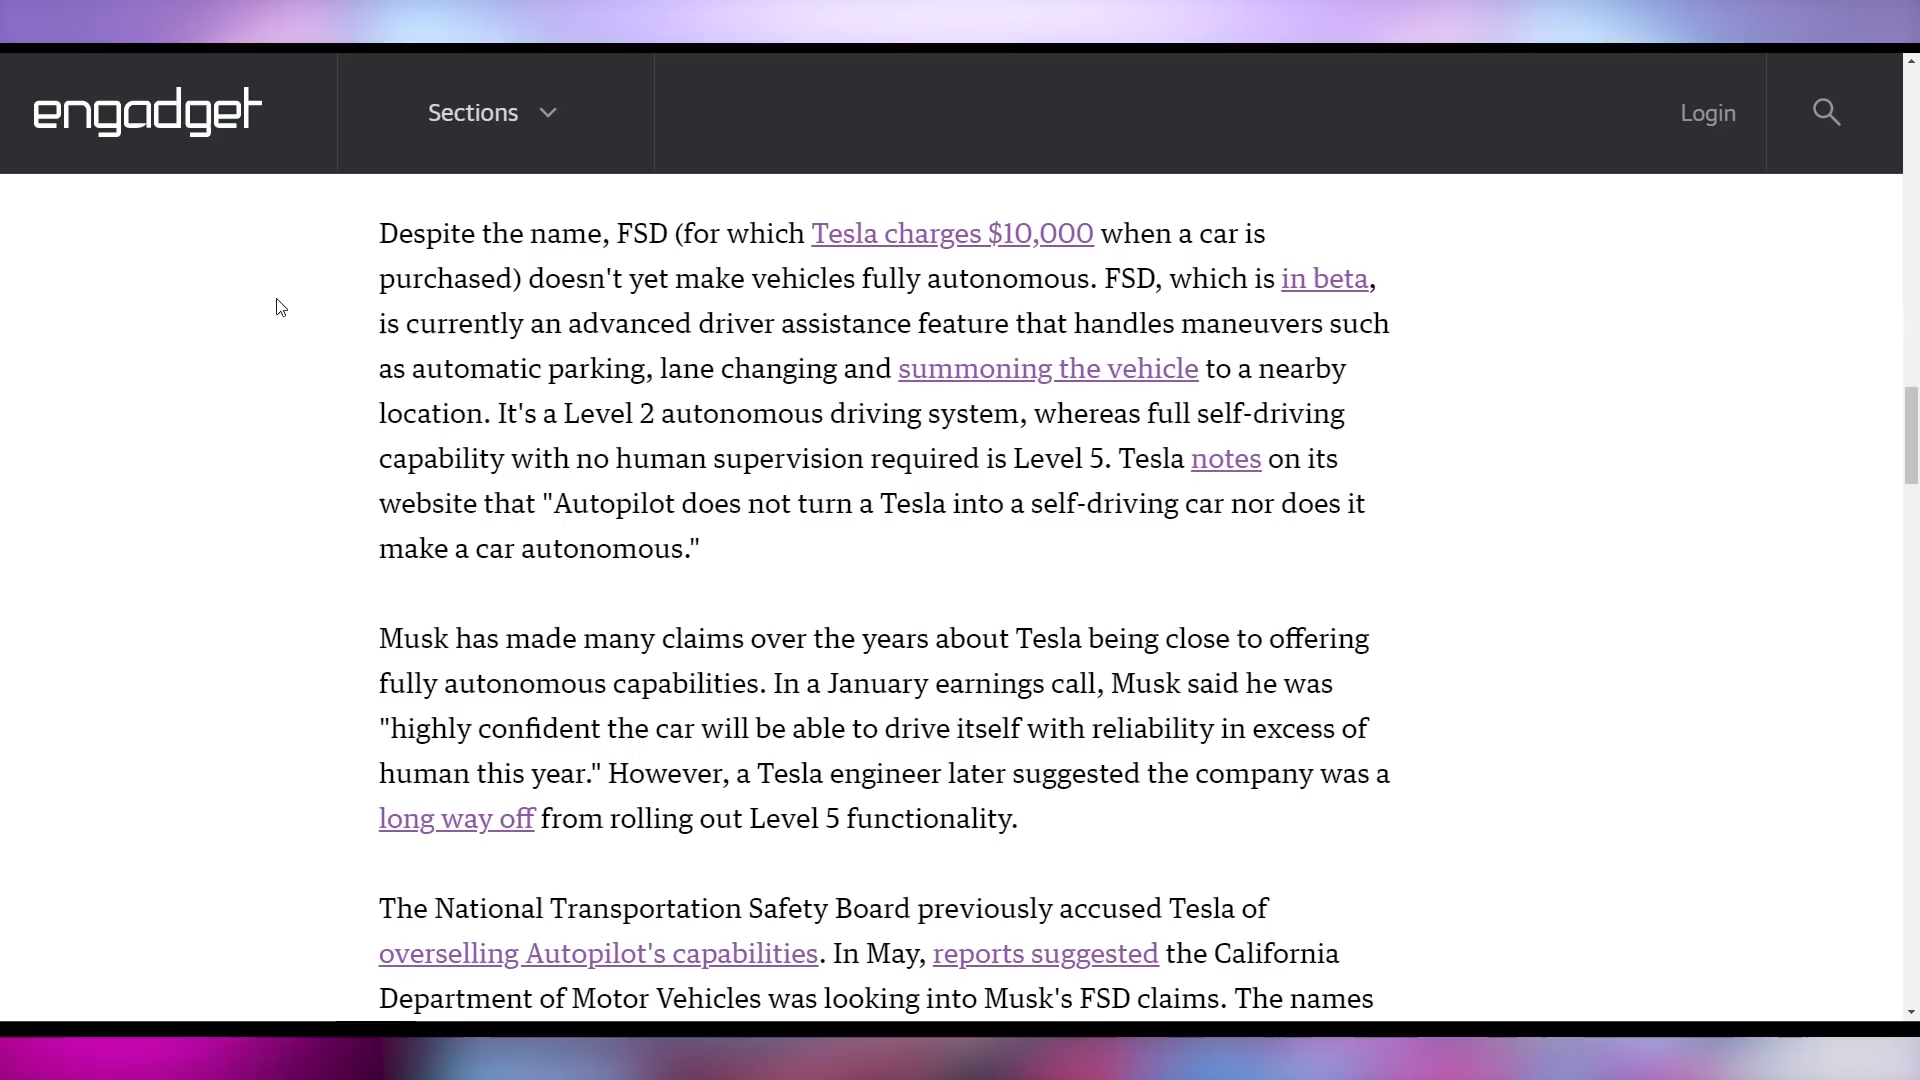 engadget
Sections
Login
Despite the name, FSD (for which Tesla charges $10,000 when a car is
purchased) doesn't yet make vehicles fully autonomous. FSD, which is in beta,
is currently an advanced driver assistance feature that handles maneuvers such
as automatic parking, lane changing and summoning the vehicle to a nearby
location. It's a Level 2 autonomous driving system, whereas full self-driving
capability with no human supervision required is Level 5. Tesla notes on its
website that "Autopilot does not turn a Tesla into a self-driving car nor does it
make a car autonomous."
Musk has made many claims over the years about Tesla being close to offering
fully autonomous capabilities. In a January earnings call, Musk said he was
"highly confident the car will be able to drive itself with reliability in excess of
human this year." However, a Tesla engineer later suggested the company was a
long way off from rolling out Level 5 functionality.
The National Transportation Safety Board previously accused Tesla of
overselling Autopilot's capabilities. In May, reports suggested the California
Department of Motor Vehicles was looking into Musk's FSD claims. The names